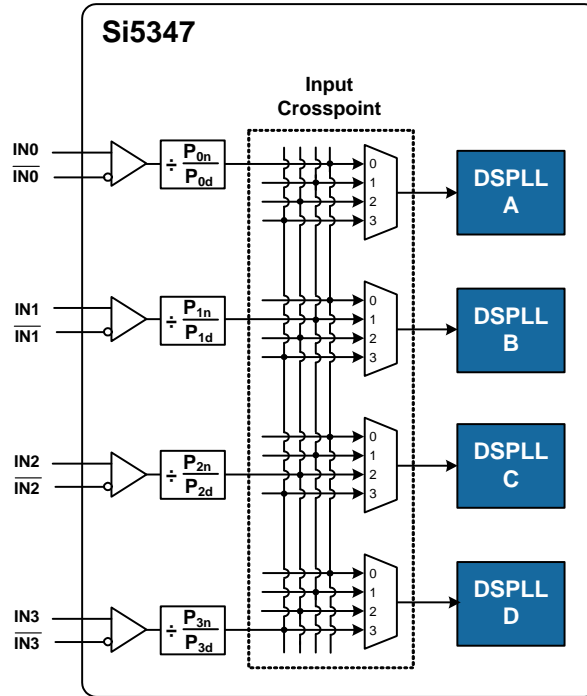 Si5347
Input
Crosspoint
IN0
IN0
÷ P0n
P0d
0
1
2
3
DSPLL
A
IN1
IN1
÷ P1n
P1d
0
1
2
3
DSPLL
B
IN2
IN2
÷ P2n
P2d
0
1
2
3
DSPLL
C
IN3
IN3
÷ P3n
P3d
0
1
2
3
DSPLL
D